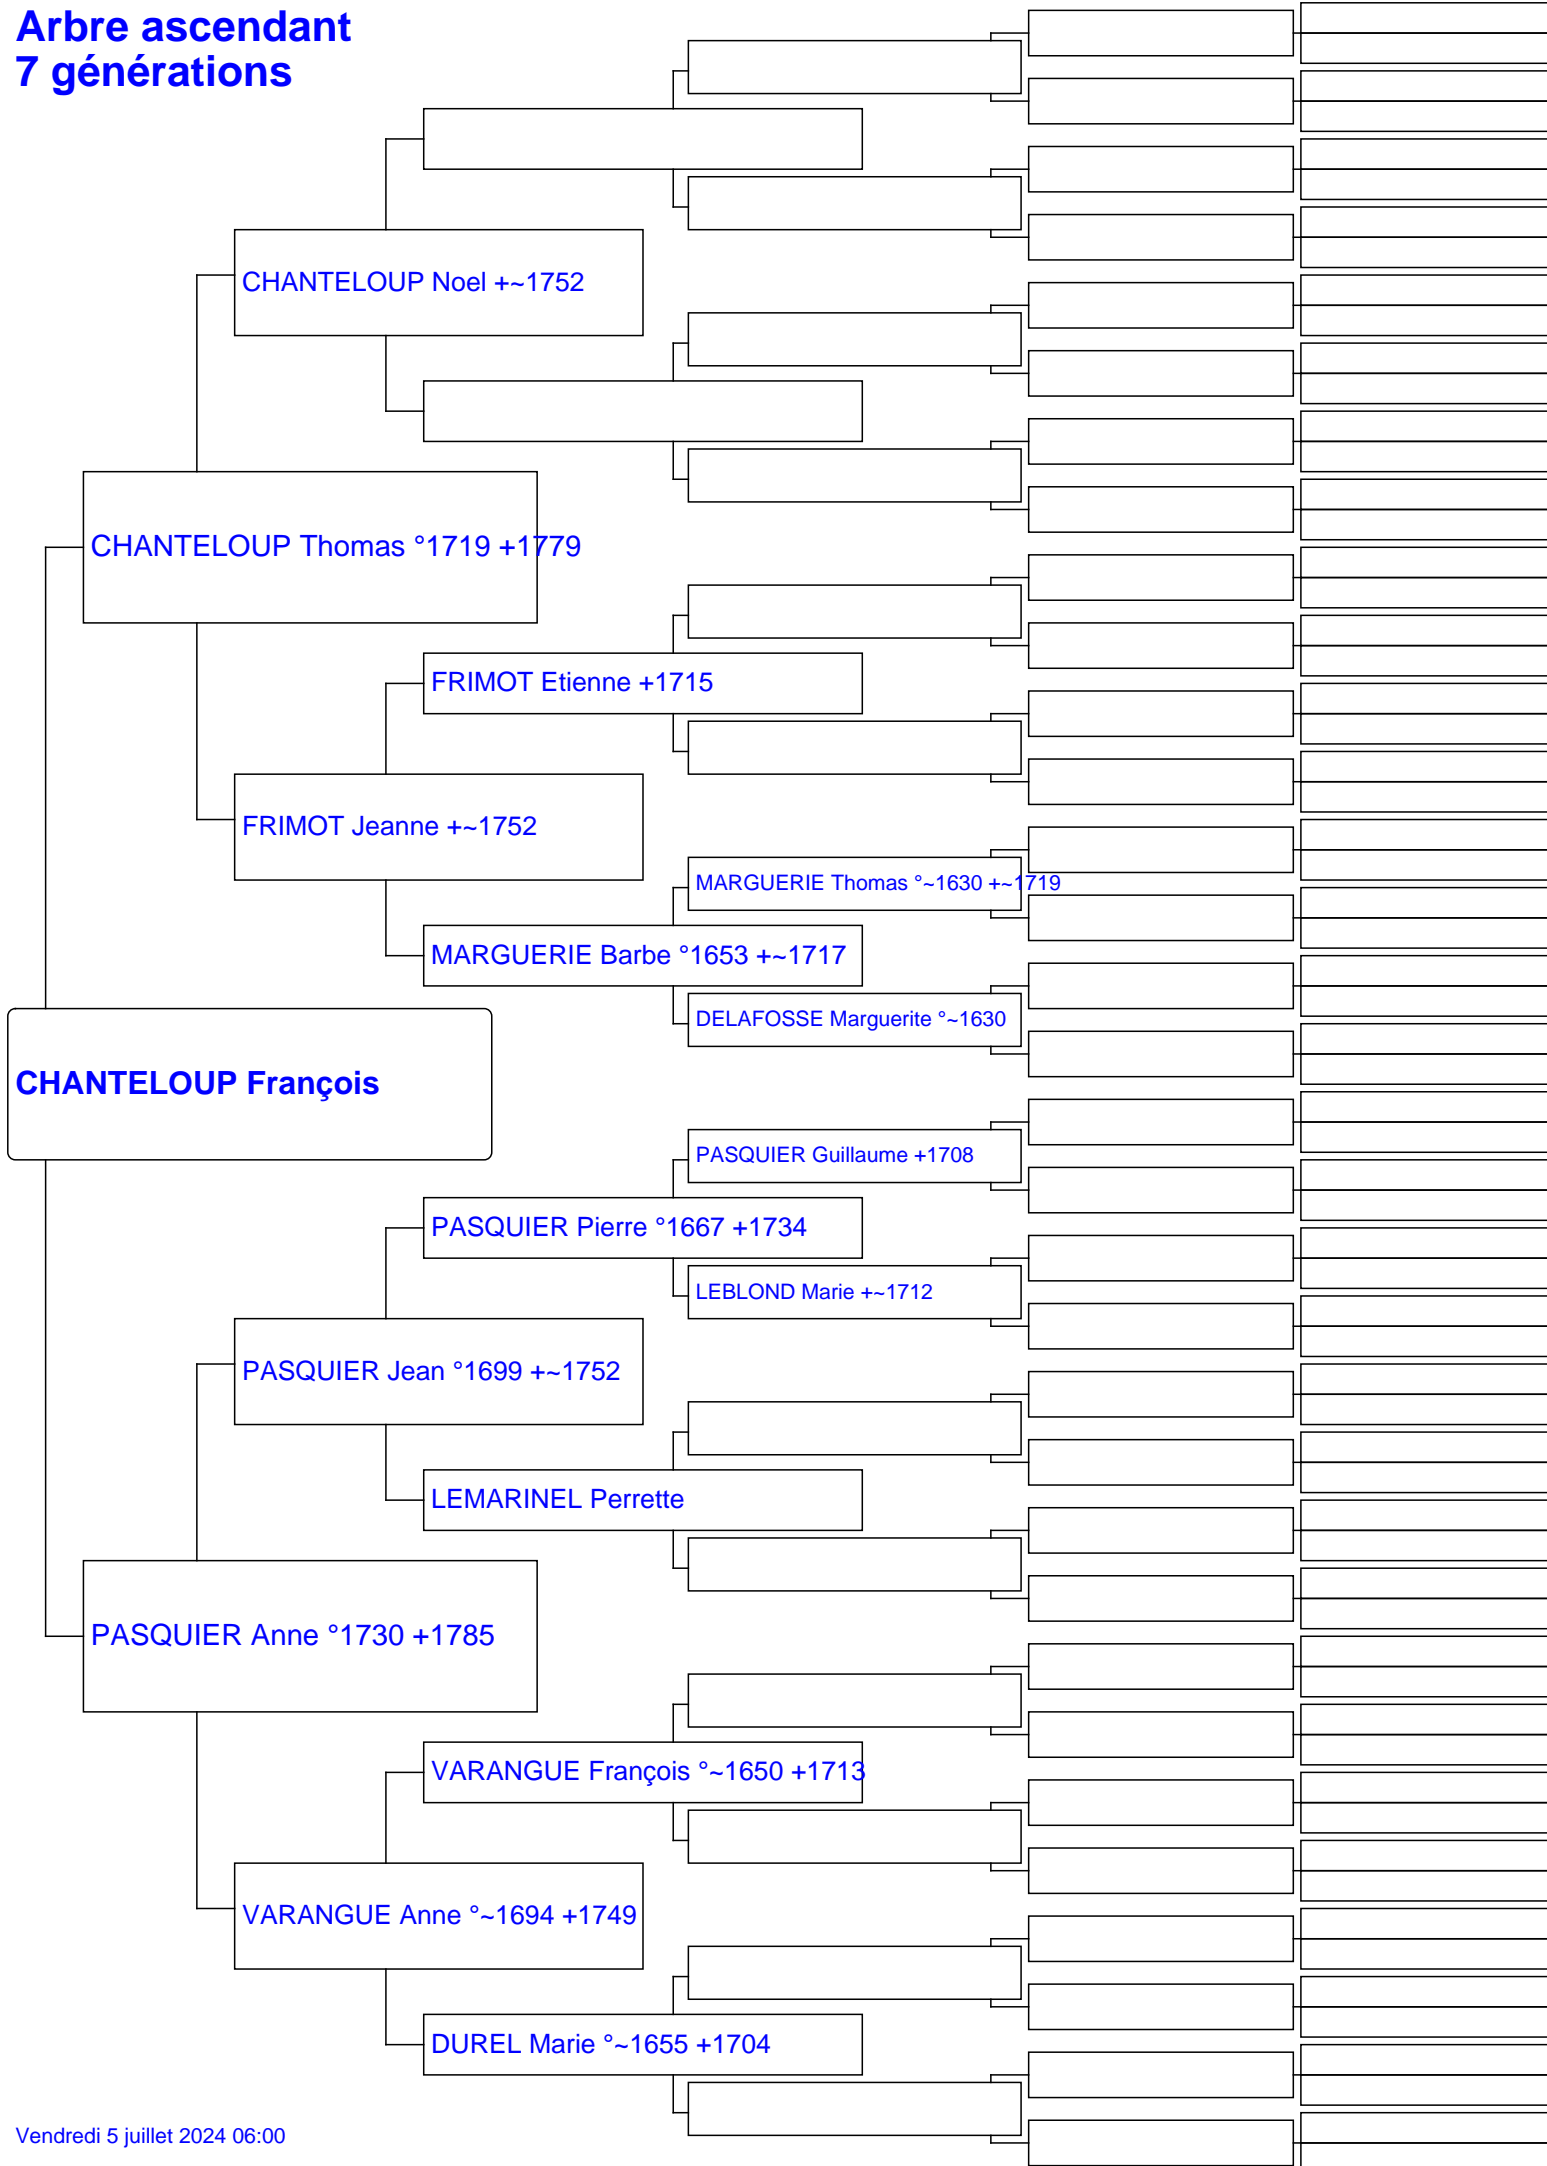 Arbre ascendant
7 générations
CHANTELOUP Noel +~1752
CHANTELOUP Thomas °1719 +1779
FRIMOT Etienne +1715
FRIMOT Jeanne +~1752
MARGUERIE Thomas °~1630 +~1719
MARGUERIE Barbe °1653 +~1717
DELAFOSSE Marguerite °~1630
CHANTELOUP François
PASQUIER Guillaume +1708
PASQUIER Pierre °1667 +1734
LEBLOND Marie +~1712
PASQUIER Jean °1699 +~1752
LEMARINEL Perrette
PASQUIER Anne °1730 +1785
VARANGUE François °~1650 +1713
VARANGUE Anne °~1694 +1749
DUREL Marie °~1655 +1704
Vendredi 5 juillet 2024 06:00